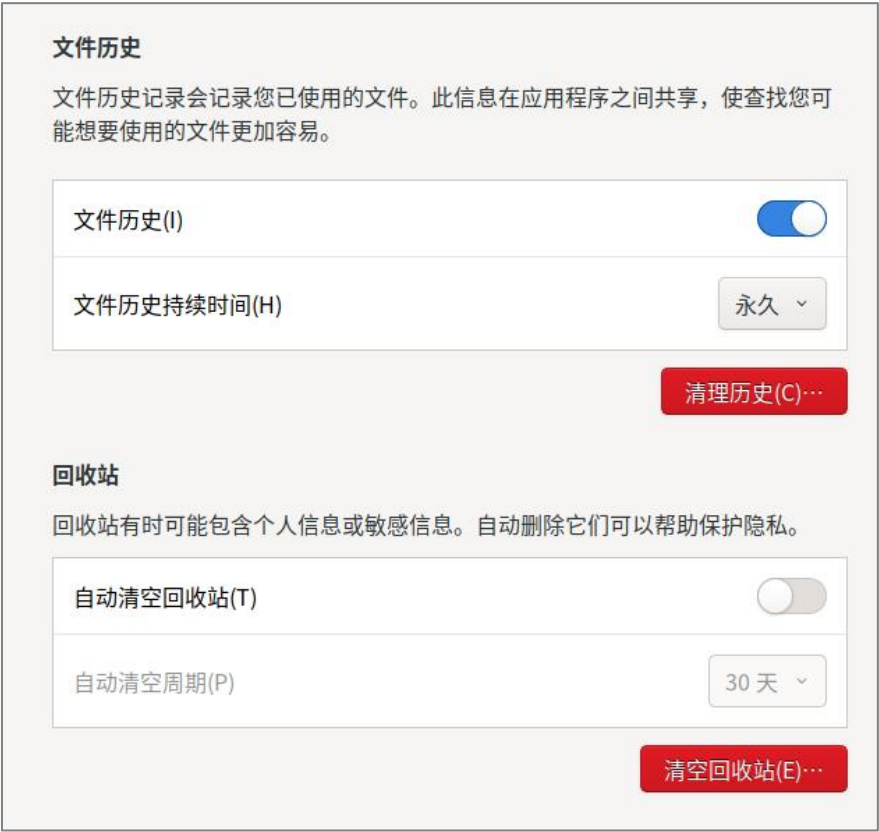 文件历史
文件历史记录会记录您已使用的文件。此信息在应用程序之间共享，使查找您可
能想要使用的文件更加容易。
文件历史(I)
文件历史持续时间(H)
永久
清理历史(C)…
回收站
回收站有时可能包含个人信息或敏感信息。自动删除它们可以帮助保护隐私。
自动清空回收站(T)
自动清空周期(P)
30 天
清空回收站(E)…